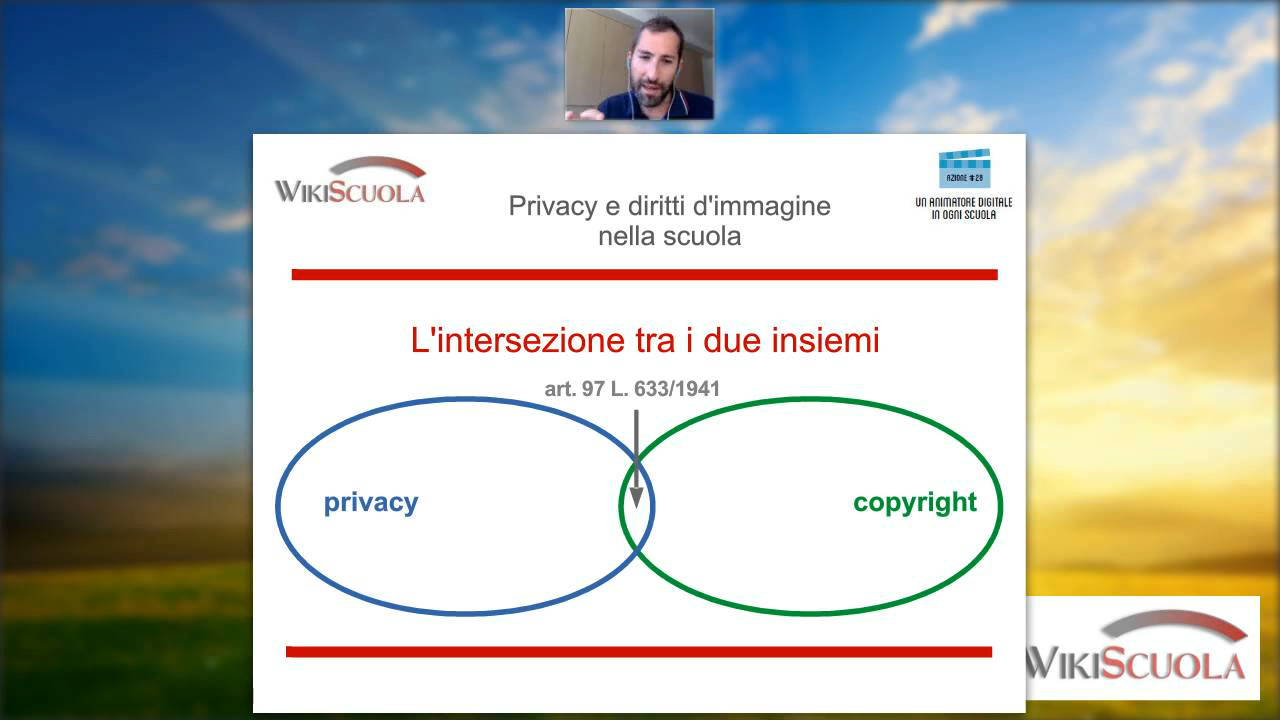 WIKISCUOLA
AZIONE #28
UN ANIMATORE DIGITALE
IN OGNI SCUOLA
Privacy e diritti d'immagine
nella scuola
L'intersezione tra i due insiemi
art. 97 L. 633/1941
privacy
copyright
WIKISCUOLA